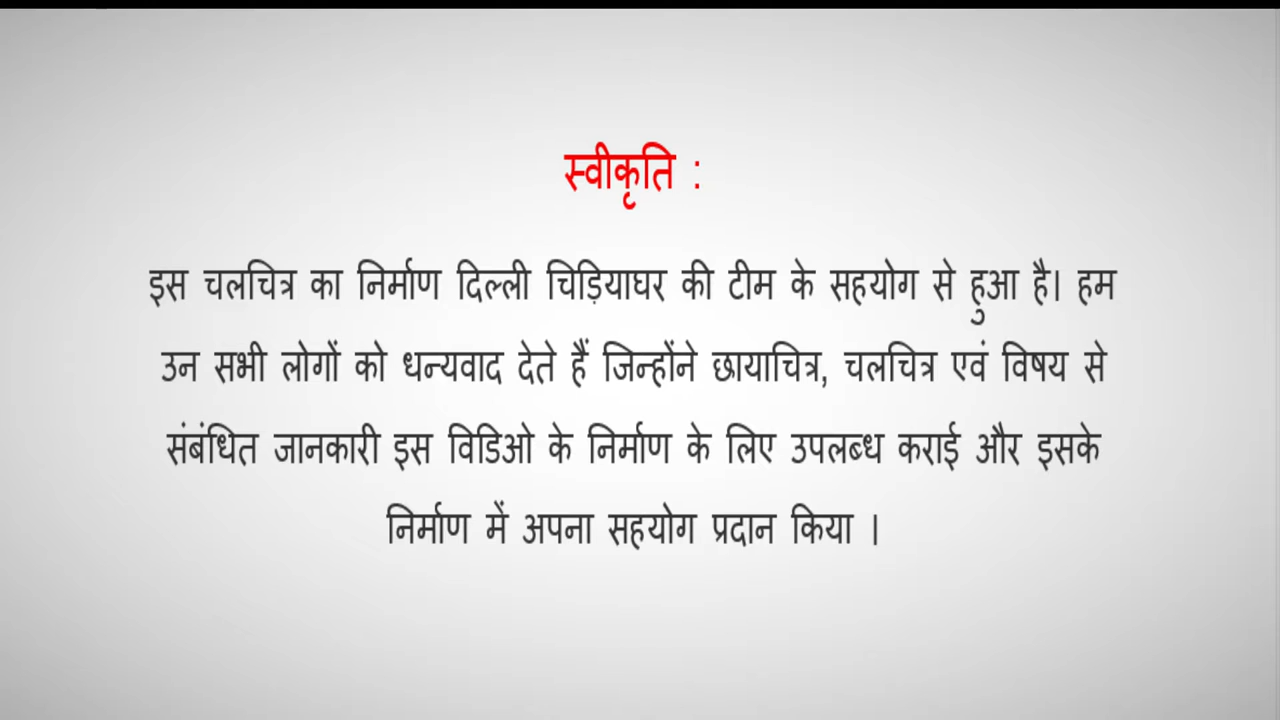 स्वीकृति :
इस चलचित्र का निर्माण दिल्ली चिड़ियाघर की टीम के सहयोग से हुआ है। हम
उन सभी लोगों को धन्यवाद देते हैं जिन्होंने छायाचित्र, चलचित्र एवं विषय से
संबंधित जानकारी इस विडिओ के निर्माण के लिए उपलब्ध कराई और इसके
निर्माण में अपना सहयोग प्रदान किया ।